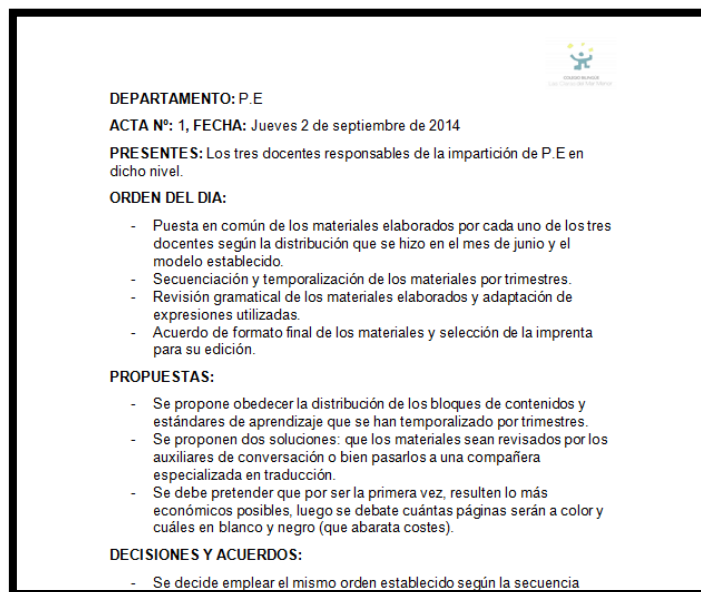 COLEGIO BILINGÜE
DEPARTAMENTO: P.E
ACTA Nº: 1, FECHA: Jueves 2 de septiembre de 2014
PRESENTES: Los tres docentes responsables de la impartición de P.E en
dicho nivel.
ORDEN DEL DIA:
- Puesta en común de los materiales elaborados por cada uno de los tres
docentes según la distribución que se hizo en el mes de junio y el
modelo establecido.
- Secuenciación y temporalización de los materiales por trimestres.
- Revisión gramatical de los materiales elaborados y adaptación de
expresiones utilizadas.
- Acuerdo de formato final de los materiales y selección de la imprenta
para su edición.
PROPUESTAS:
- Se propone obedecer la distribución de los bloques de contenidos y
estándares de aprendizaje que se han temporalizado por trimestres.
- Se proponen dos soluciones: que los materiales sean revisados por los
auxiliares de conversación o bien pasarlos a una compañera
especializada en traducción.
- Se debe pretender que por ser la primera vez, resulten lo más
económicos posibles, luego se debate cuántas páginas serán a color y
cuáles en blanco y negro (que abarata costes).
DECISIONES Y ACUERDOS:
- Se decide emplear el mismo orden establecido según la secuencia